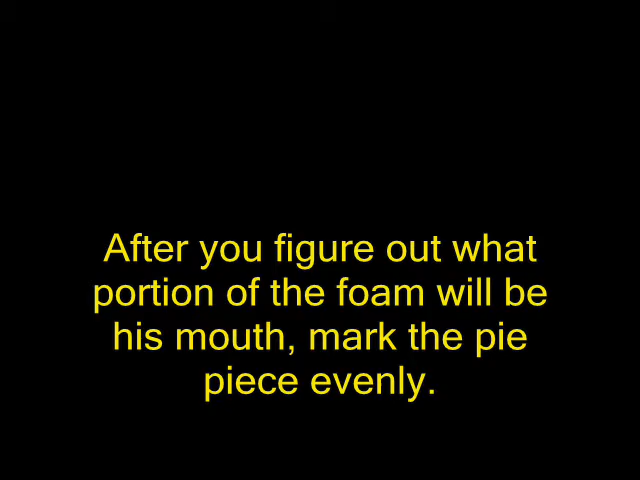 After you figure out what
portion of the foam will be
his mouth, mark the pie
piece evenly.